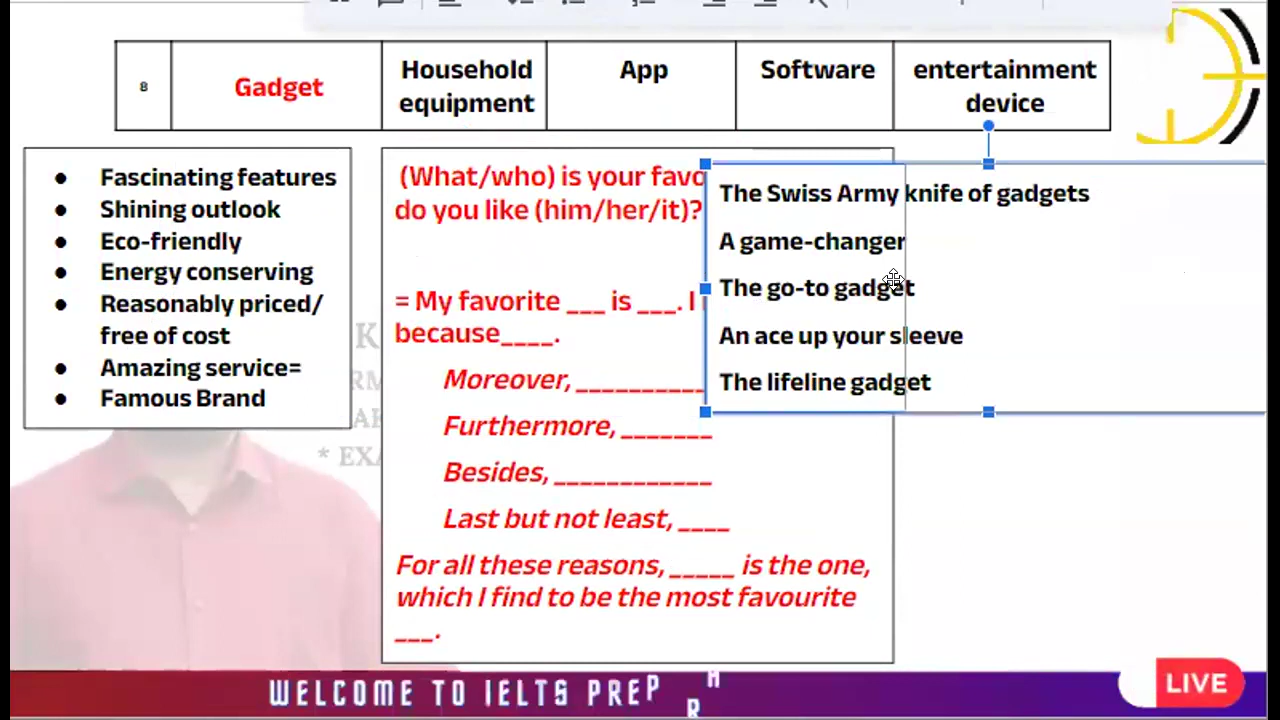 8
Gadget
Household
equipment
App
Software
entertainment
device
● Fascinating features
● Shining outlook
● Eco-friendly
● Energy conserving
● Reasonably priced/
free of cost
● Amazing service=
● Famous Brand
(What/who) is your favo
do you like (him/her/it)?
= My favorite ___ is ___. I
because____.
Moreover, __________
Furthermore, _______
Besides, ____________
Last but not least, ____
For all these reasons, _____ is the one,
which I find to be the most favourite
___.
The Swiss Army knife of gadgets
A game-changer
The go-to gadget
An ace up your sleeve
The lifeline gadget
* EXA
WELCOME TO IELTS PREP
LIVE